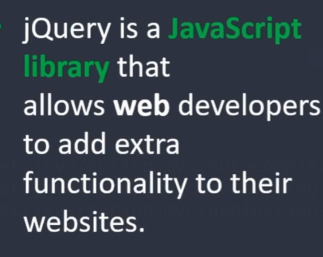 jQuery is a JavaScript
library that
allows web developers
to add extra
functionality to their
websites.